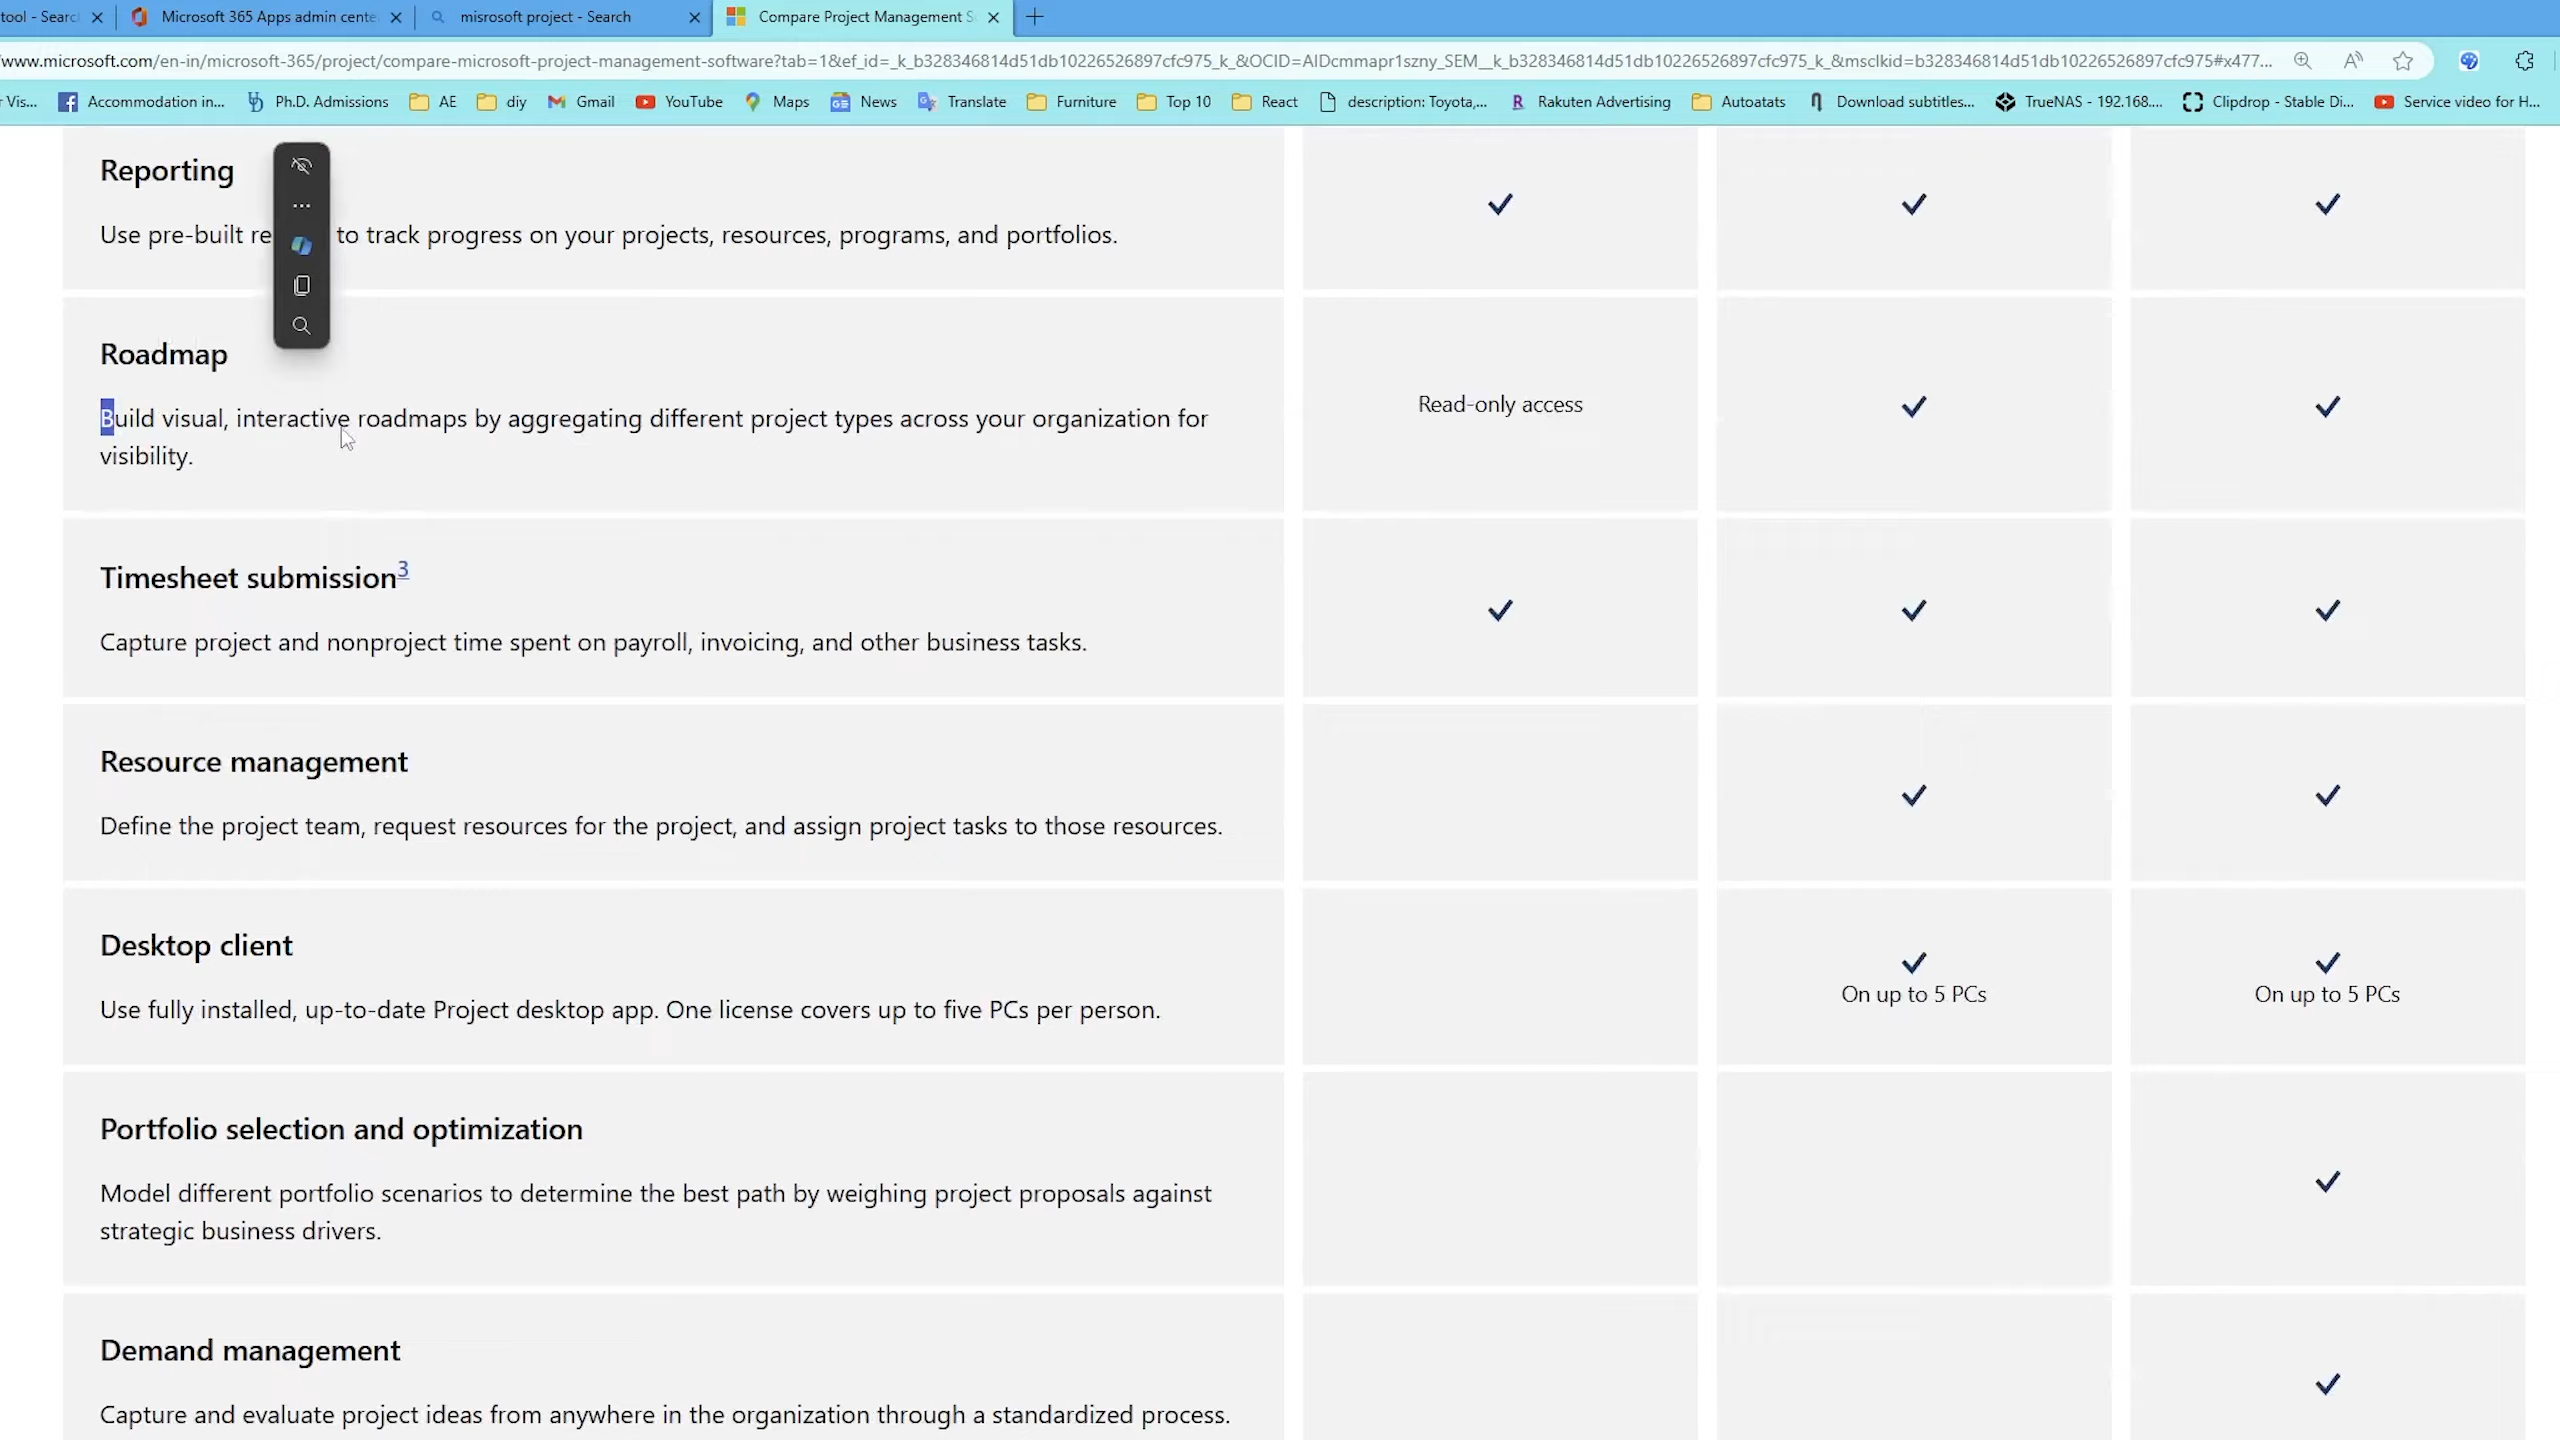 tool - Searc
Microsoft 365 Apps admin cente
misrosoft project - Search
Compare Project Management S
www.microsoft.com/en-in/microsoft-365/project/compare-microsoft-project-management-software?tab=1&ef_id=_k_b328346814d51db10226526897cfc975_k_&OCID=AIDcmmapr1szny_SEM__k_b328346814d51db10226526897cfc975_k_&msclkid=b328346814d51db10226526897cfc975#x477...
Vis... Accommodation in... Ph.D. Admissions AE diy Gmail YouTube Maps News Translate Furniture Top 10 React description: Toyota,... Rakuten Advertising Autoatats Download subtitles... TrueNAS - 192.168.... Clipdrop - Stable Di... Service video for H...
Reporting
Use pre-built re to track progress on your projects, resources, programs, and portfolios.
Roadmap
Build visual, interactive roadmaps by aggregating different project types across your organization for
visibility.
Read-only access
Timesheet submission3
Capture project and nonproject time spent on payroll, invoicing, and other business tasks.
Resource management
Define the project team, request resources for the project, and assign project tasks to those resources.
Desktop client
Use fully installed, up-to-date Project desktop app. One license covers up to five PCs per person.
On up to 5 PCs
On up to 5 PCs
Portfolio selection and optimization
Model different portfolio scenarios to determine the best path by weighing project proposals against
strategic business drivers.
Demand management
Capture and evaluate project ideas from anywhere in the organization through a standardized process.